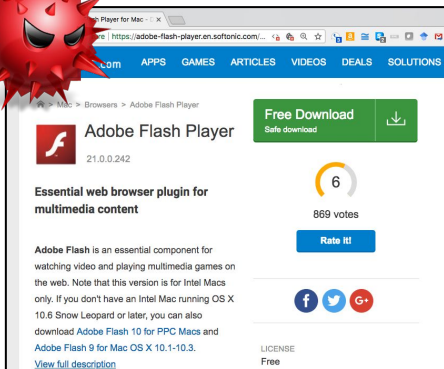 h Player for Mac - D
re | https://adobe-flash-player.en.softonic.com/...
.com APPS GAMES ARTICLES VIDEOS DEALS SOLUTIONS
> Mac > Browsers > Adobe Flash Player
Adobe Flash Player
21.0.0.242
Free Download
Safe download
6
869 votes
Rate It!
Essential web browser plugin for
multimedia content
Adobe Flash is an essential component for
watching video and playing multimedia games on
the web. Note that this version is for Intel Macs
only. If you don't have an Intel Mac running OS X
10.6 Snow Leopard or later, you can also
download Adobe Flash 10 for PPC Macs and
Adobe Flash 9 for Mac OS X 10.1-10.3.
View full description
f
G+
LICENSE
Free